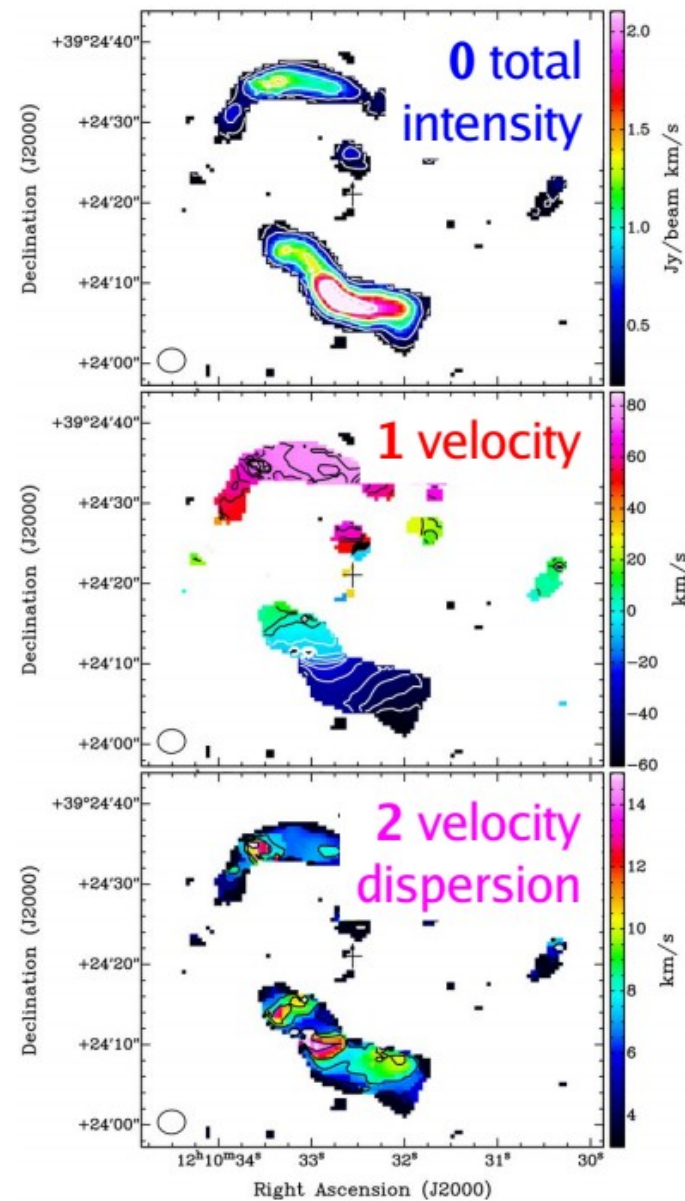 +39°24′40″
+24′30″
+24′20″
+24′10″
+24′00″
Declination (J2000)
0 total
intensity
2.0
1.5
1.0
0.5
Jy/beam km/s
+39°24′40″
+24′30″
+24′20″
+24′10″
+24′00″
Declination (J2000)
1 velocity
80
60
40
20
0
−20
−40
−60
km/s
+39°24′40″
+24′30″
+24′20″
+24′10″
+24′00″
Declination (J2000)
2 velocity
dispersion
14
12
10
8
6
4
km/s
12ʰ10ᵐ34ˢ 33ˢ 32ˢ 31ˢ 30ˢ
Right Ascension (J2000)